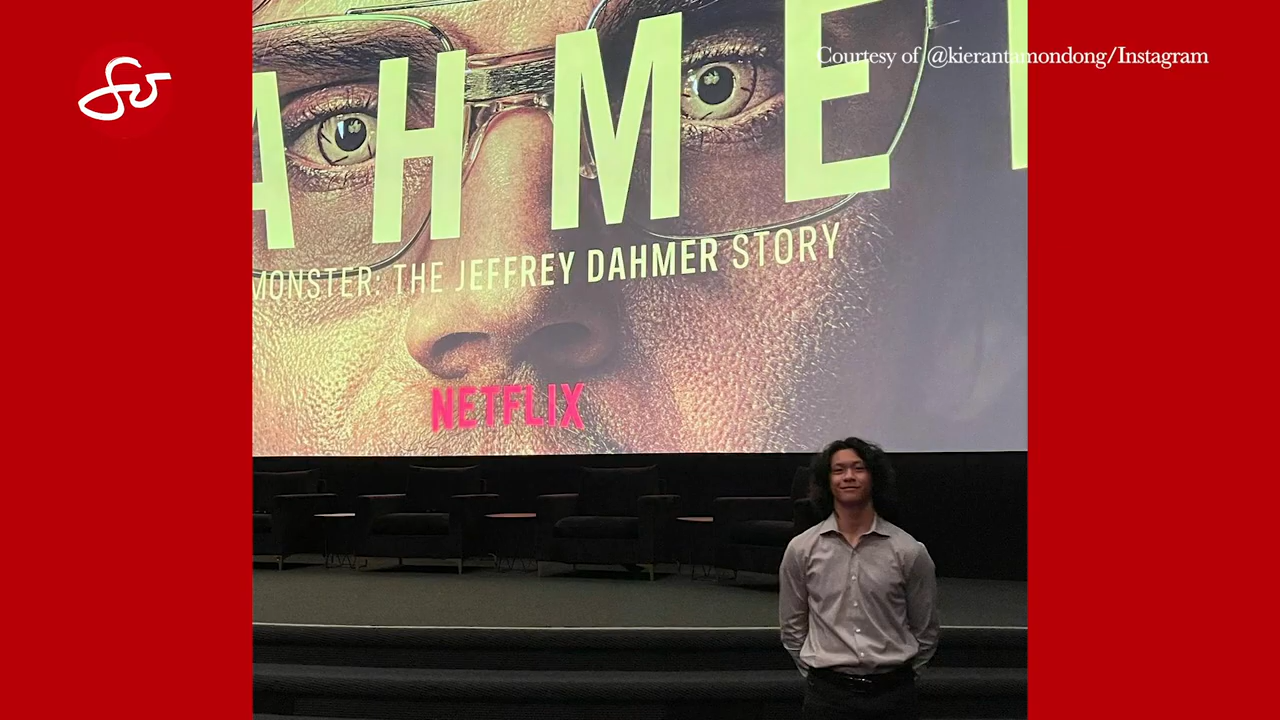 Courtesy of @kierantamondong/Instagram
AHME
MONSTER: THE JEFFREY DAHMER STORY
NETFLIX